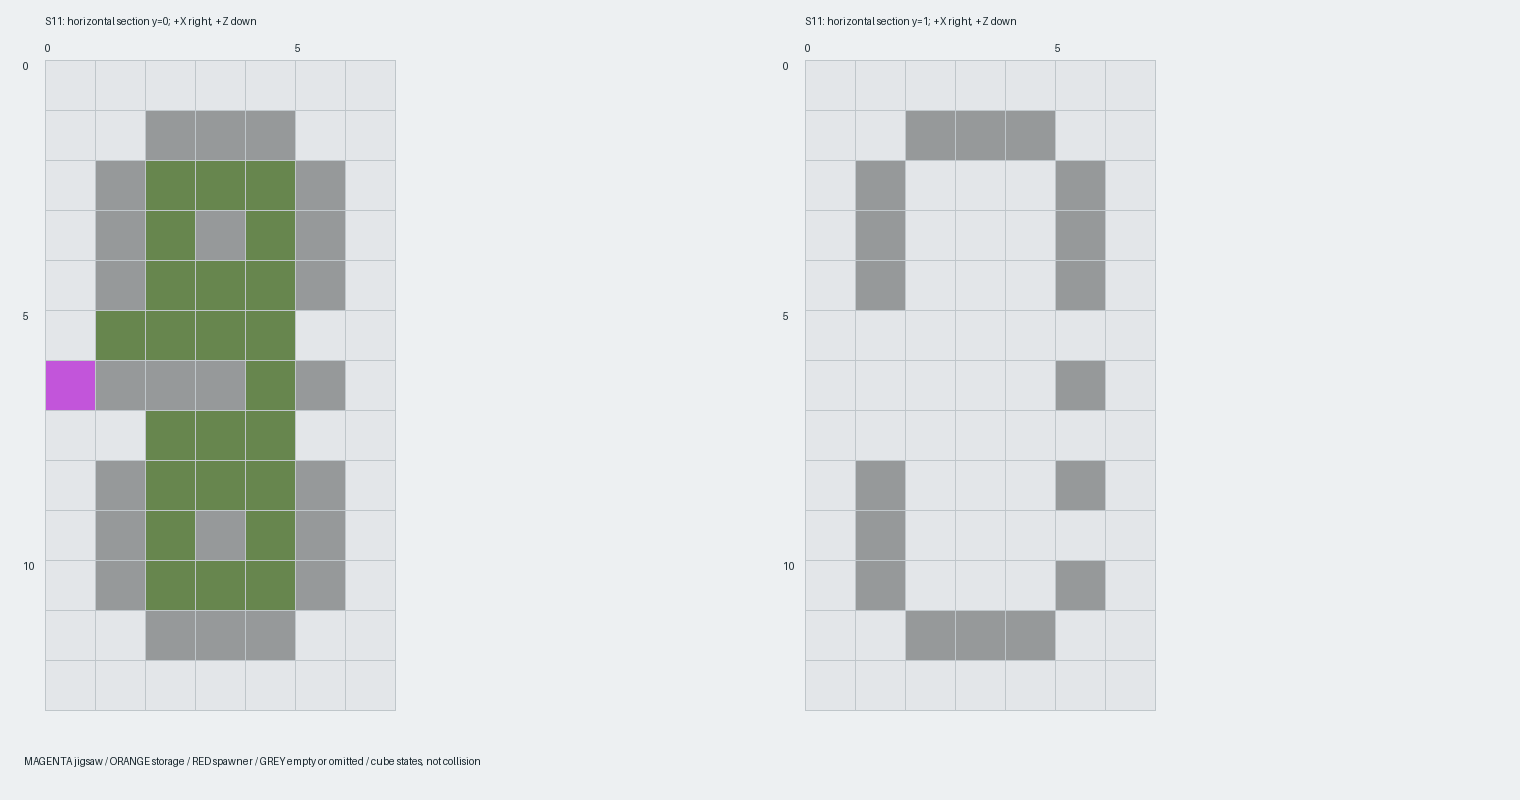 S11: horizontal section y=0; +X right, +Z down
S11: horizontal section y=1; +X right, +Z down
0 5
0 5
0
0
5
5
10
10
MAGENTA jigsaw / ORANGE storage / RED spawner / GREY empty or omitted / cube states, not collision